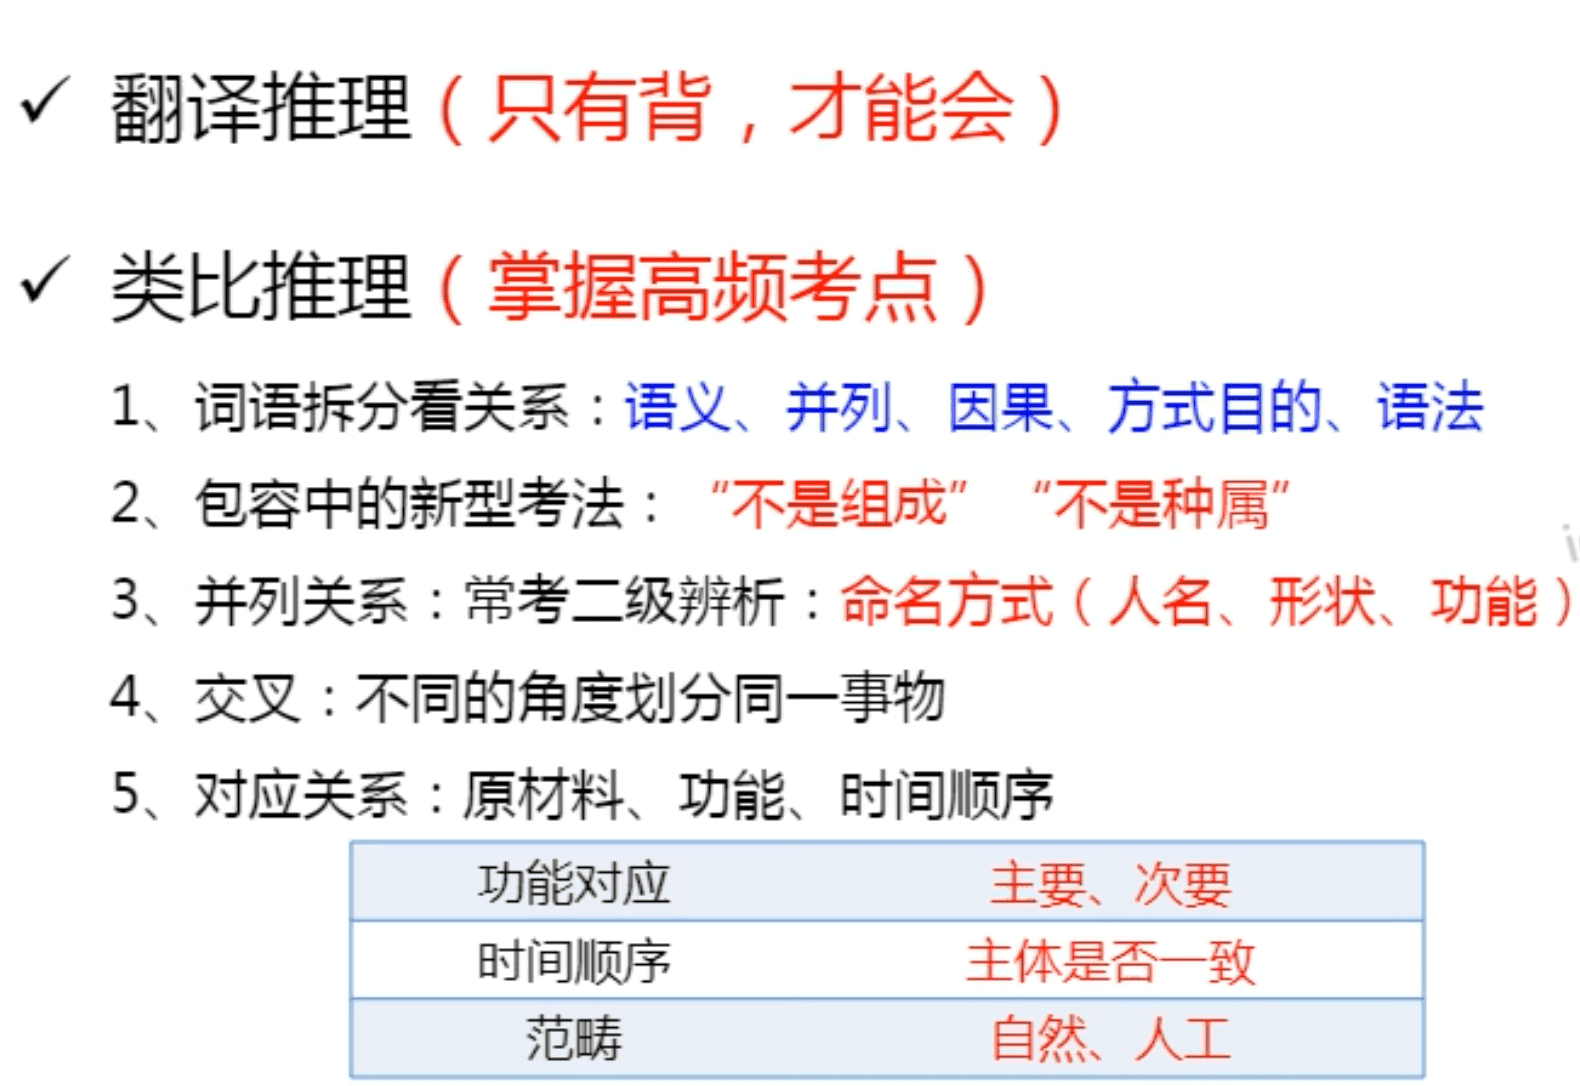 ✓ 翻译推理（只有背，才能会）
✓ 类比推理（掌握高频考点）
1、词语拆分看关系：语义、并列、因果、方式目的、语法
2、包容中的新型考法：“不是组成”“不是种属”
3、并列关系：常考二级辨析：命名方式（人名、形状、功能）
4、交叉：不同的角度划分同一事物
5、对应关系：原材料、功能、时间顺序
功能对应 主要、次要
时间顺序 主体是否一致
范畴 自然、人工